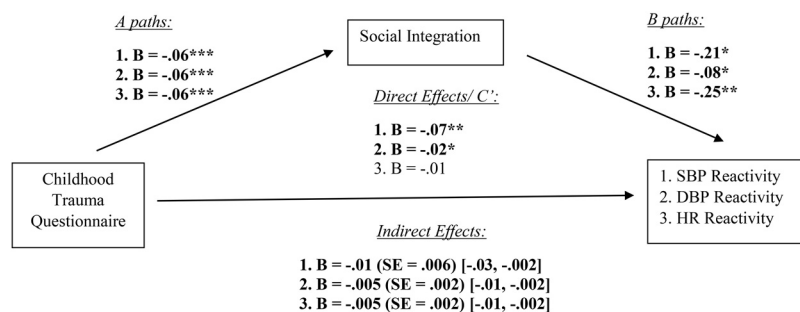 A paths:
1. B = -.06***
2. B = -.06***
3. B = -.06***
Social Integration
B paths:
1. B = -.21*
2. B = -.08*
3. B = -.25**
Direct Effects/ C’:
1. B = -.07**
2. B = -.02*
3. B = -.01
Childhood
Trauma
Questionnaire
1. SBP Reactivity
2. DBP Reactivity
3. HR Reactivity
Indirect Effects:
1. B = -.01 (SE = .006) [-.03, -.002]
2. B = -.005 (SE = .002) [-.01, -.002]
3. B = -.005 (SE = .002) [-.01, -.002]